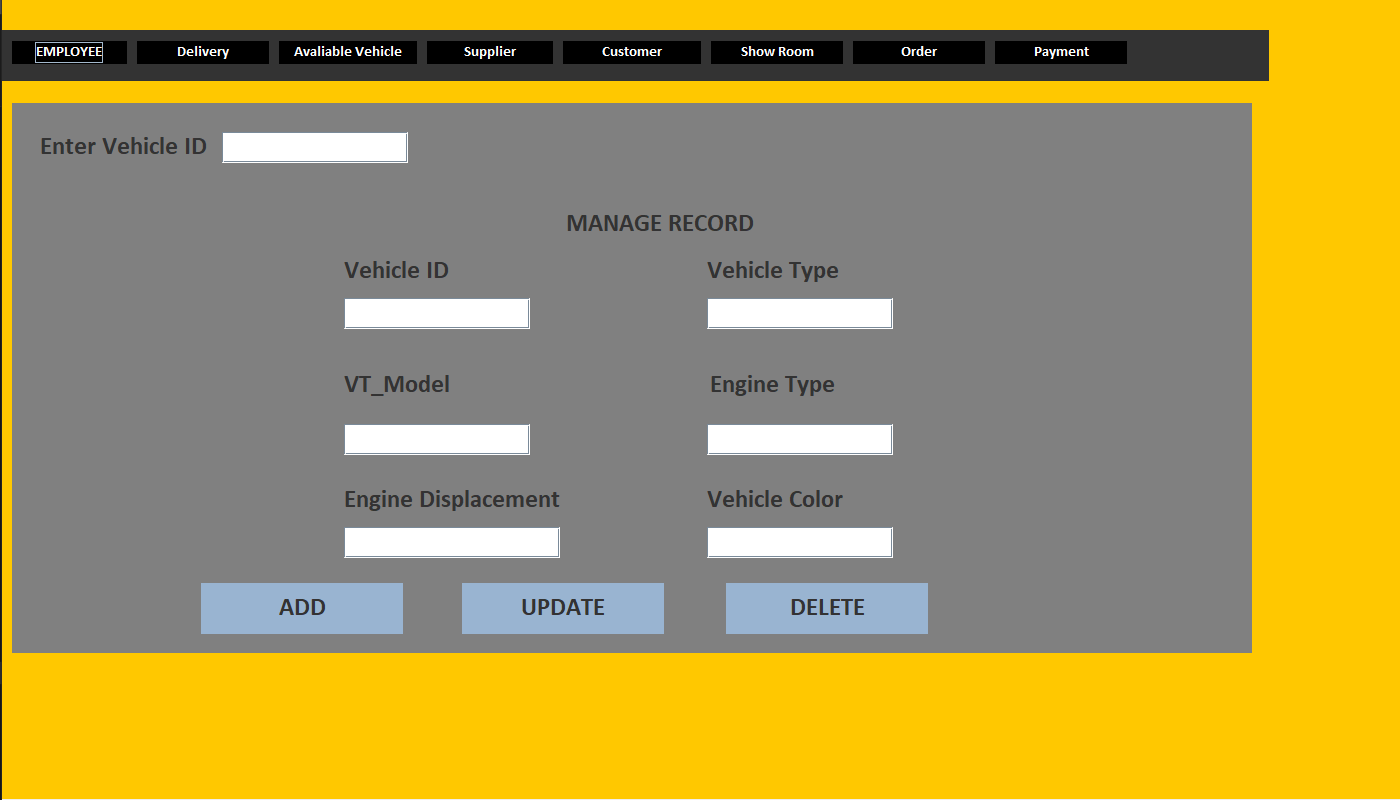 EMPLOYEE Delivery Avaliable Vehicle Supplier Customer Show Room Order Payment
Enter Vehicle ID
MANAGE RECORD
Vehicle ID Vehicle Type
VT_Model Engine Type
Engine Displacement Vehicle Color
ADD UPDATE DELETE